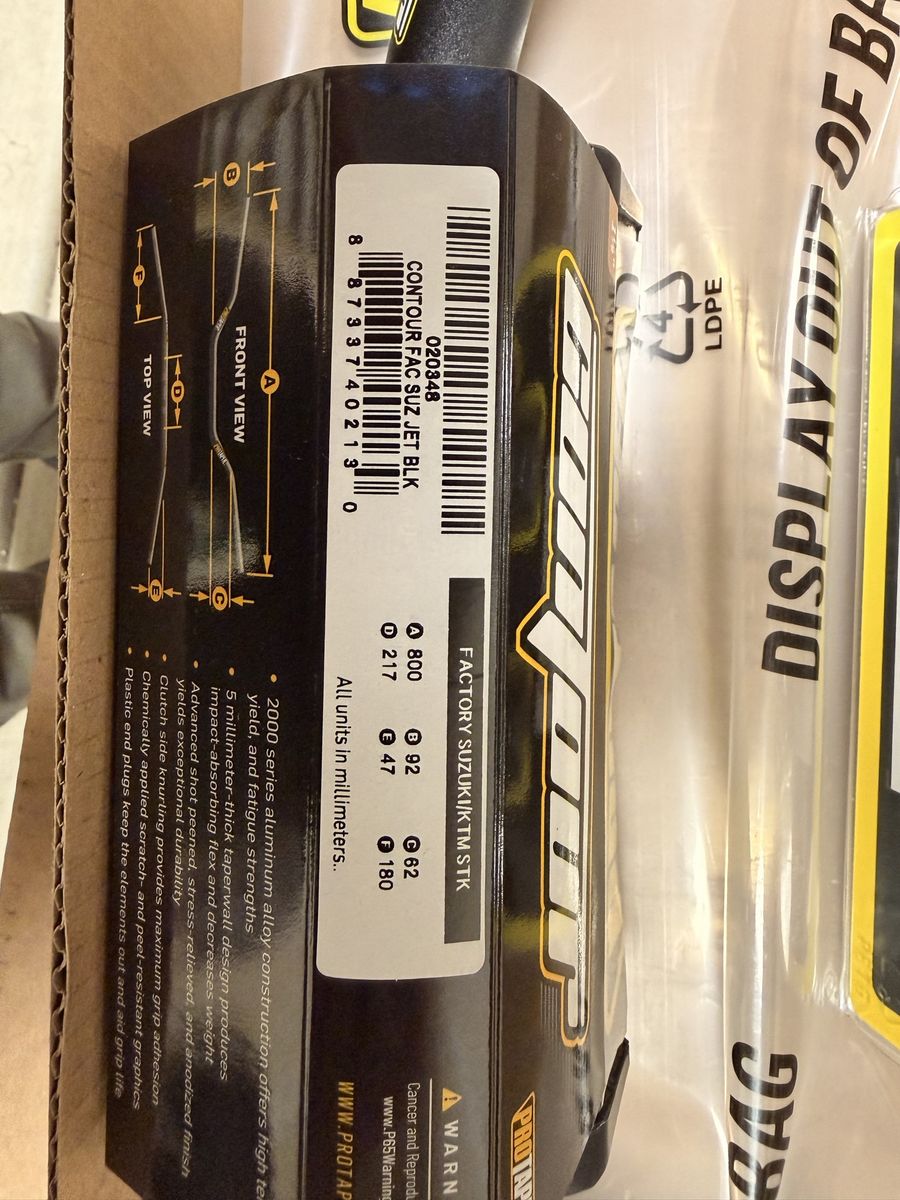 contour
PROTAP
020348
CONTOUR FAC SUZ JET BLK
8 87337 40213 0
FACTORY SUZUKI/KTM STK
A 800 B 92 C 62
D 217 E 47 F 180
All units in millimeters..
⚠ WARN
Cancer and Reprodu
www.P65Warning
WWW.PROTAP
B
A
FRONT VIEW
C
F
D
TOP VIEW
E
• 2000 series aluminum alloy construction offers high te
yield, and fatigue strengths
• 5 millimeter-thick taperwall design produces
impact-absorbing flex and decreases weight
• Advanced shot peened, stress-relieved, and anodized finish
yields exceptional durability
• Clutch side knurling provides maximum grip adhesion
• Chemically applied scratch- and peel-resistant graphics
• Plastic end plugs keep the elements out and aid grip life
DISPLAY OUT OF BA
BAG
4
LDPE